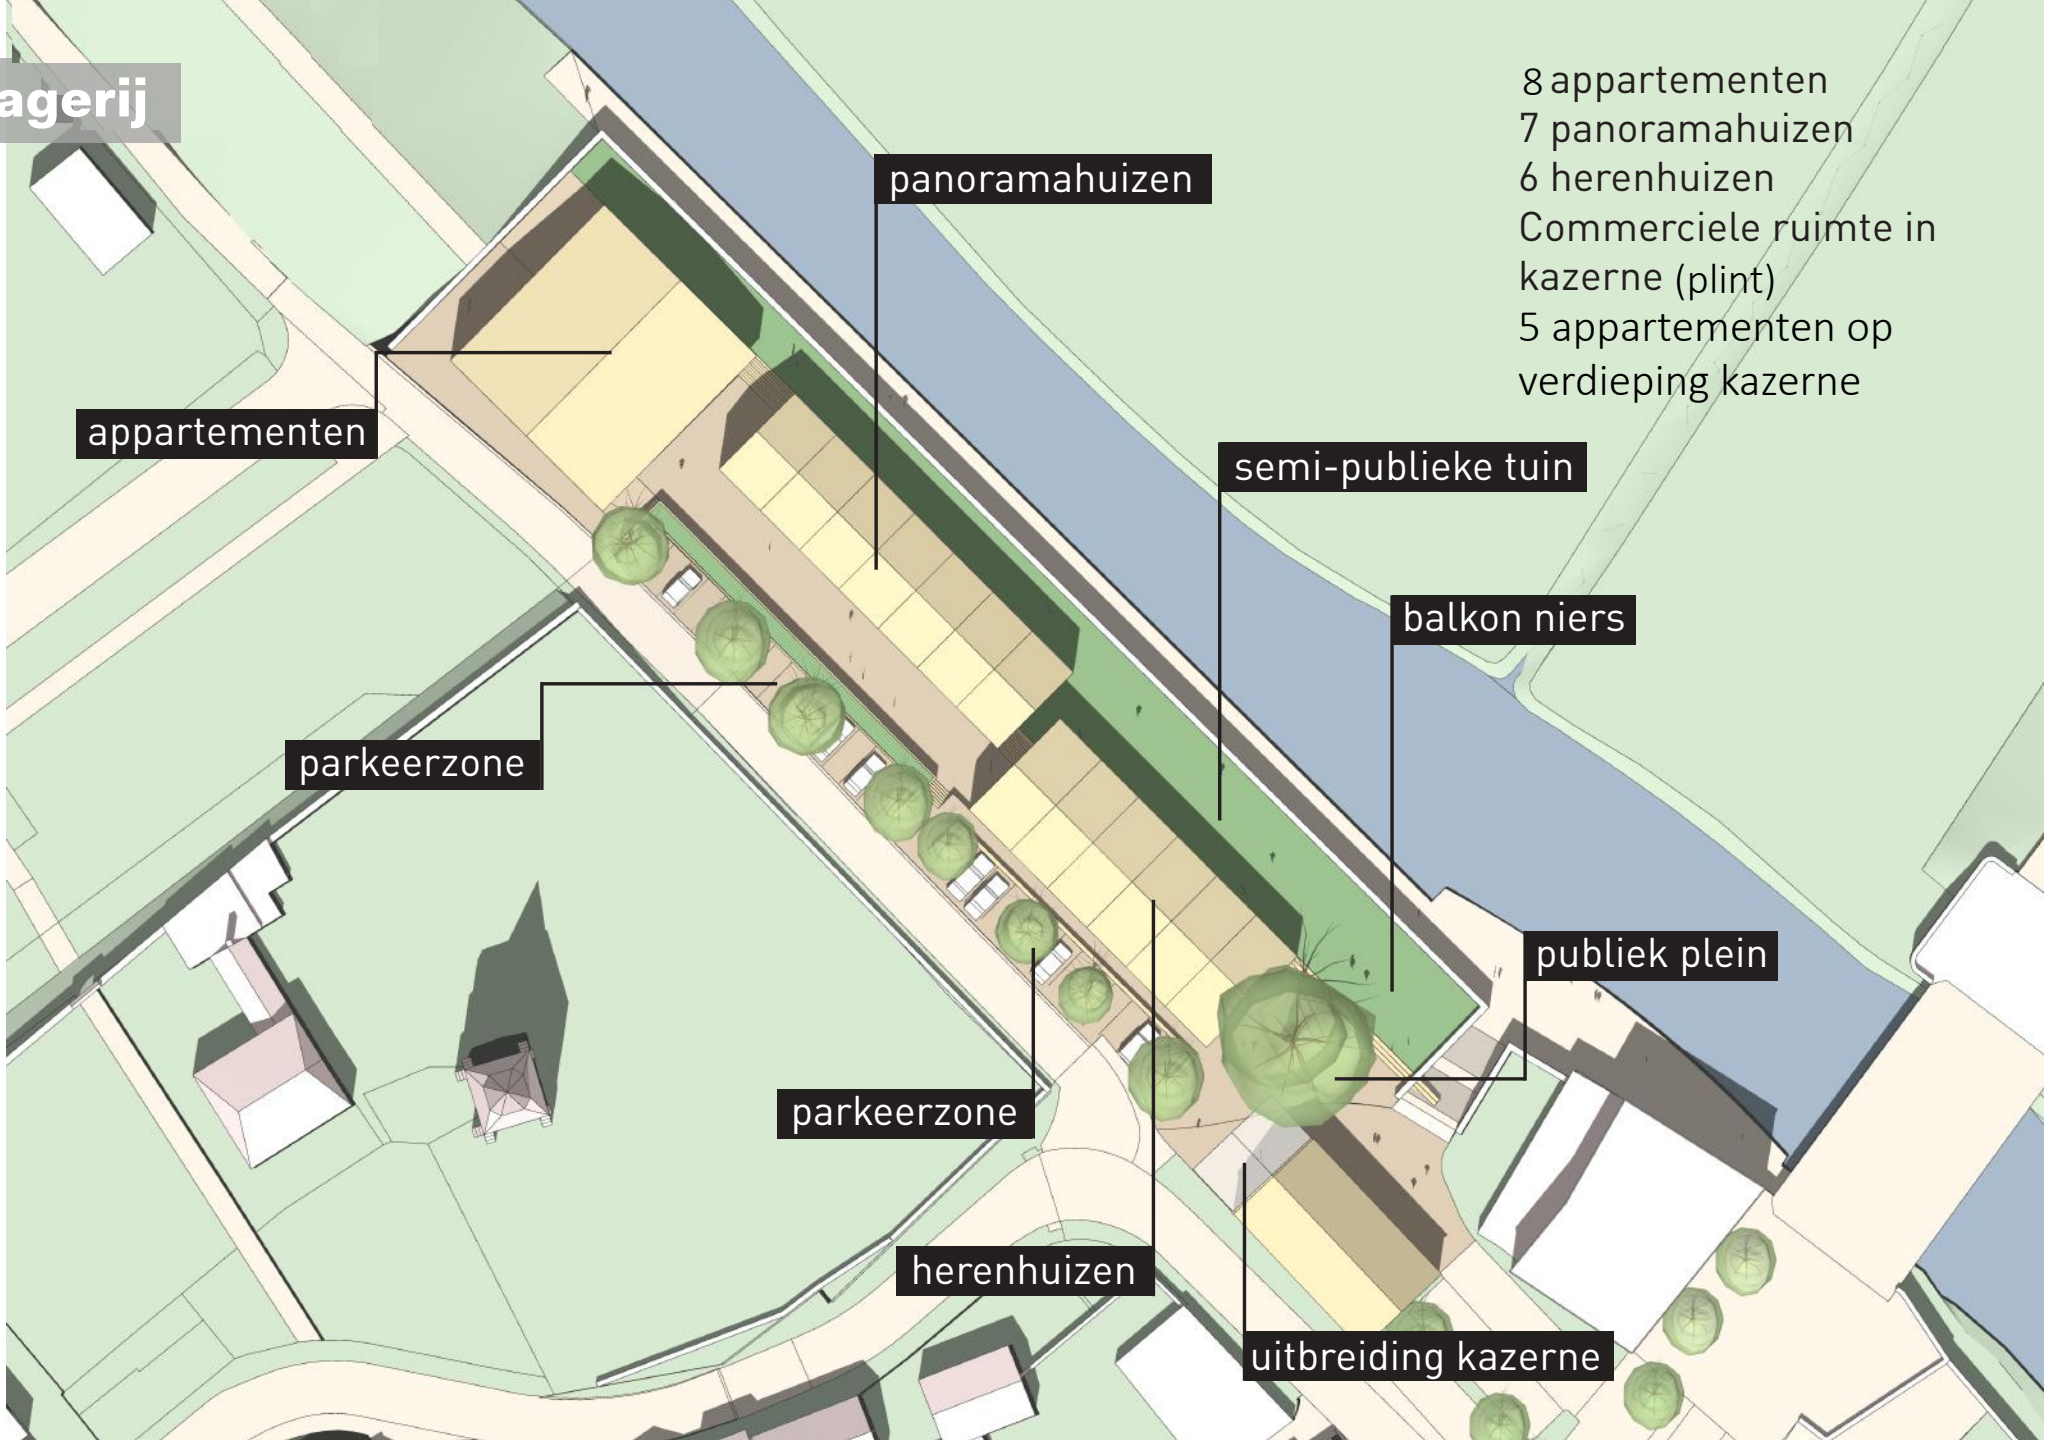 agerij
8 appartementen
7 panoramahuizen
6 herenhuizen
Commerciele ruimte in
kazerne (plint)
5 appartementen op
verdieping kazerne
panoramahuizen
appartementen
semi-publieke tuin
balkon niers
parkeerzone
publiek plein
parkeerzone
herenhuizen
uitbreiding kazerne